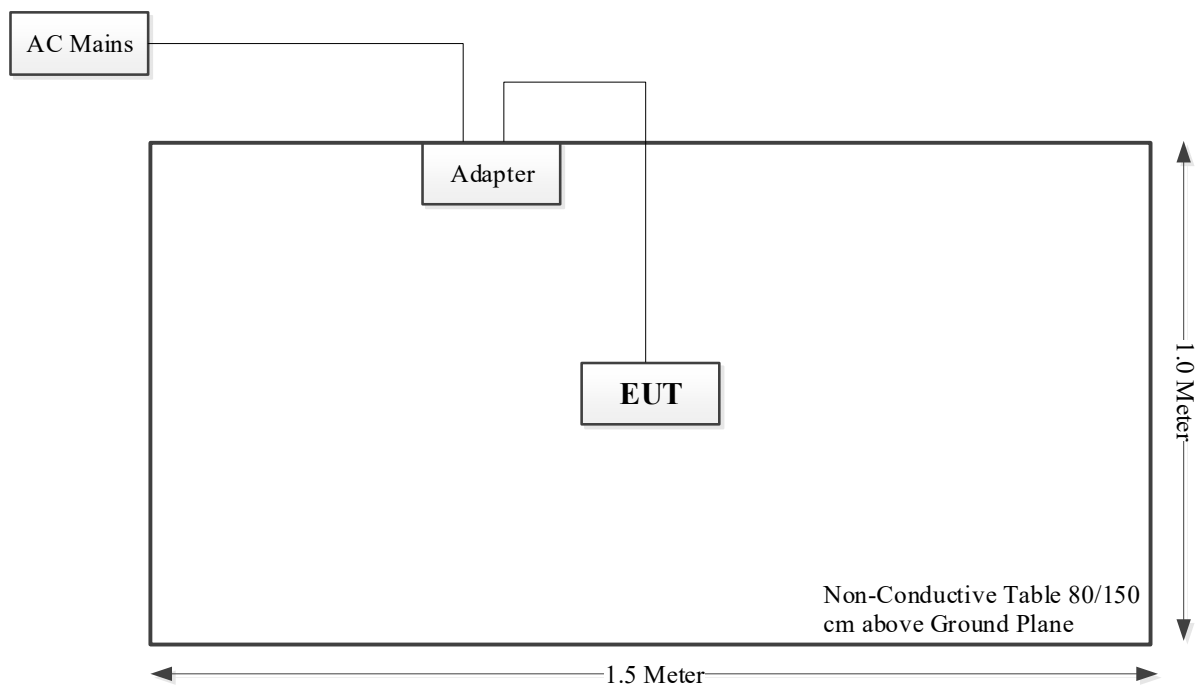 AC Mains
Adapter
EUT
1.0 Meter
Non-Conductive Table 80/150
cm above Ground Plane
1.5 Meter